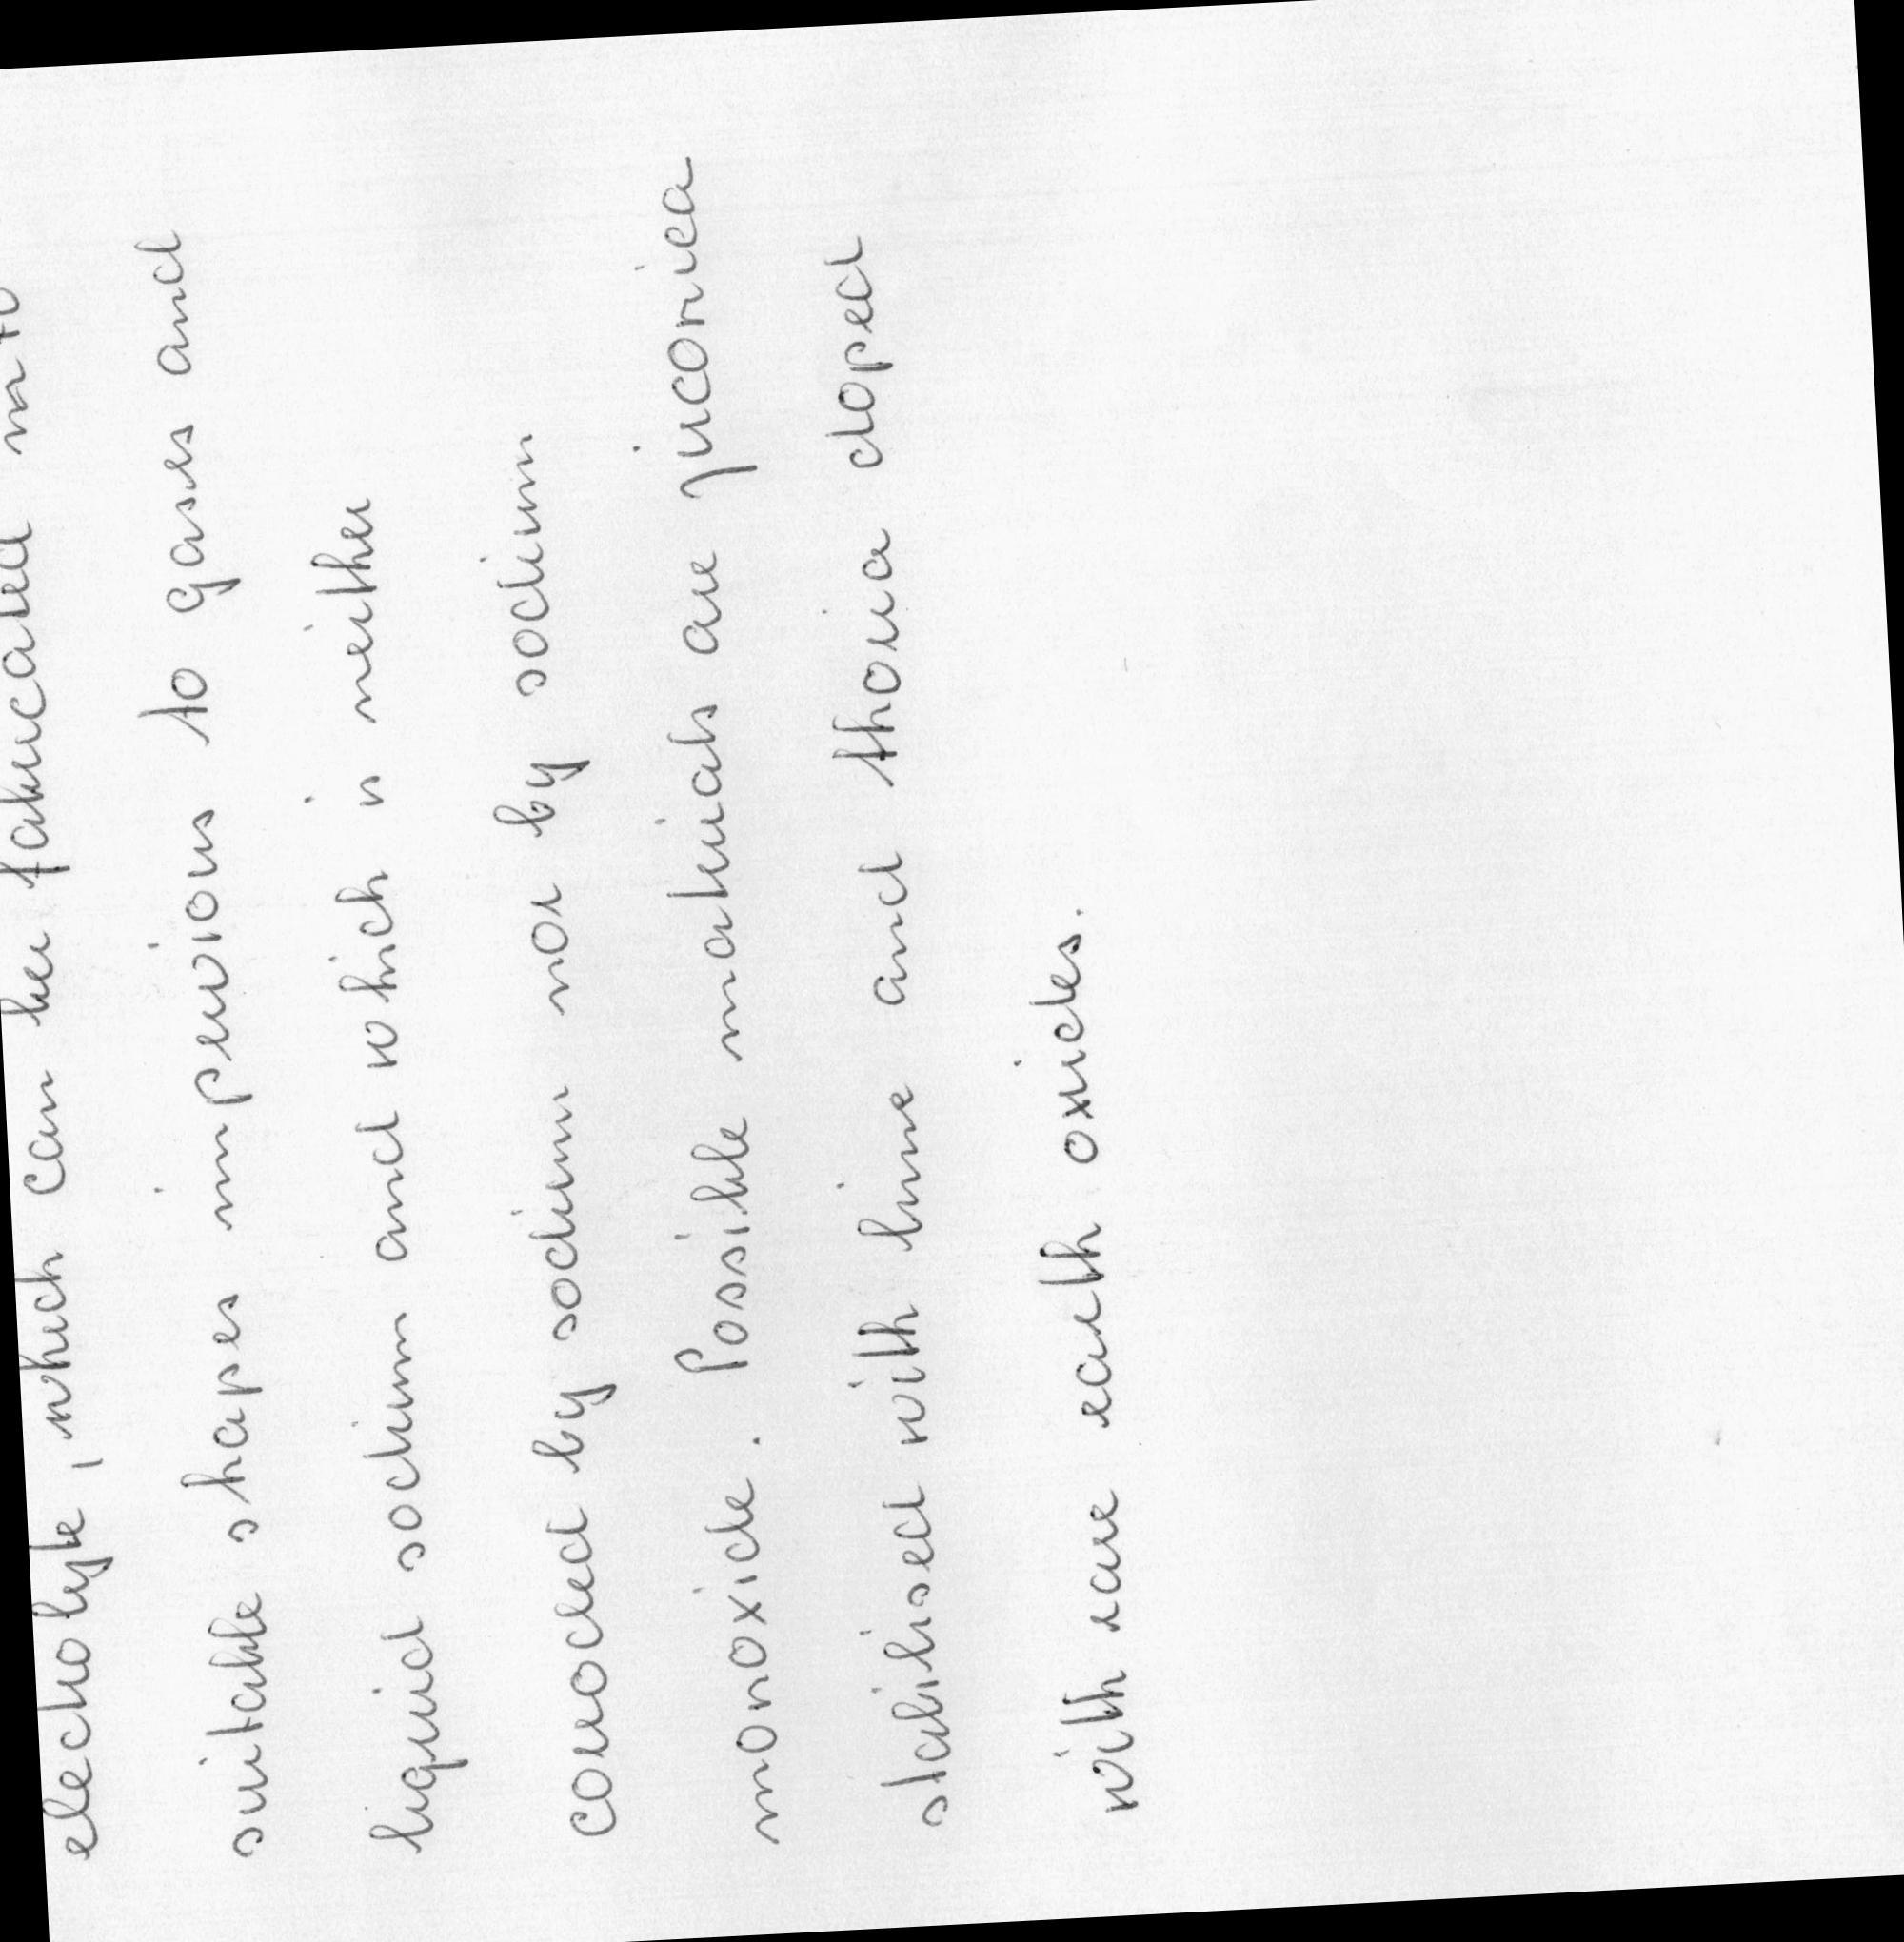 electrolyte, which can be fabricated into
suitable shapes impervious to gases and
liquid sodium and which is neither
corroded by sodium nor by sodium
monoxide. Possible materials are zirconia
stabilised with lime and thoria doped
with rare earth oxides.